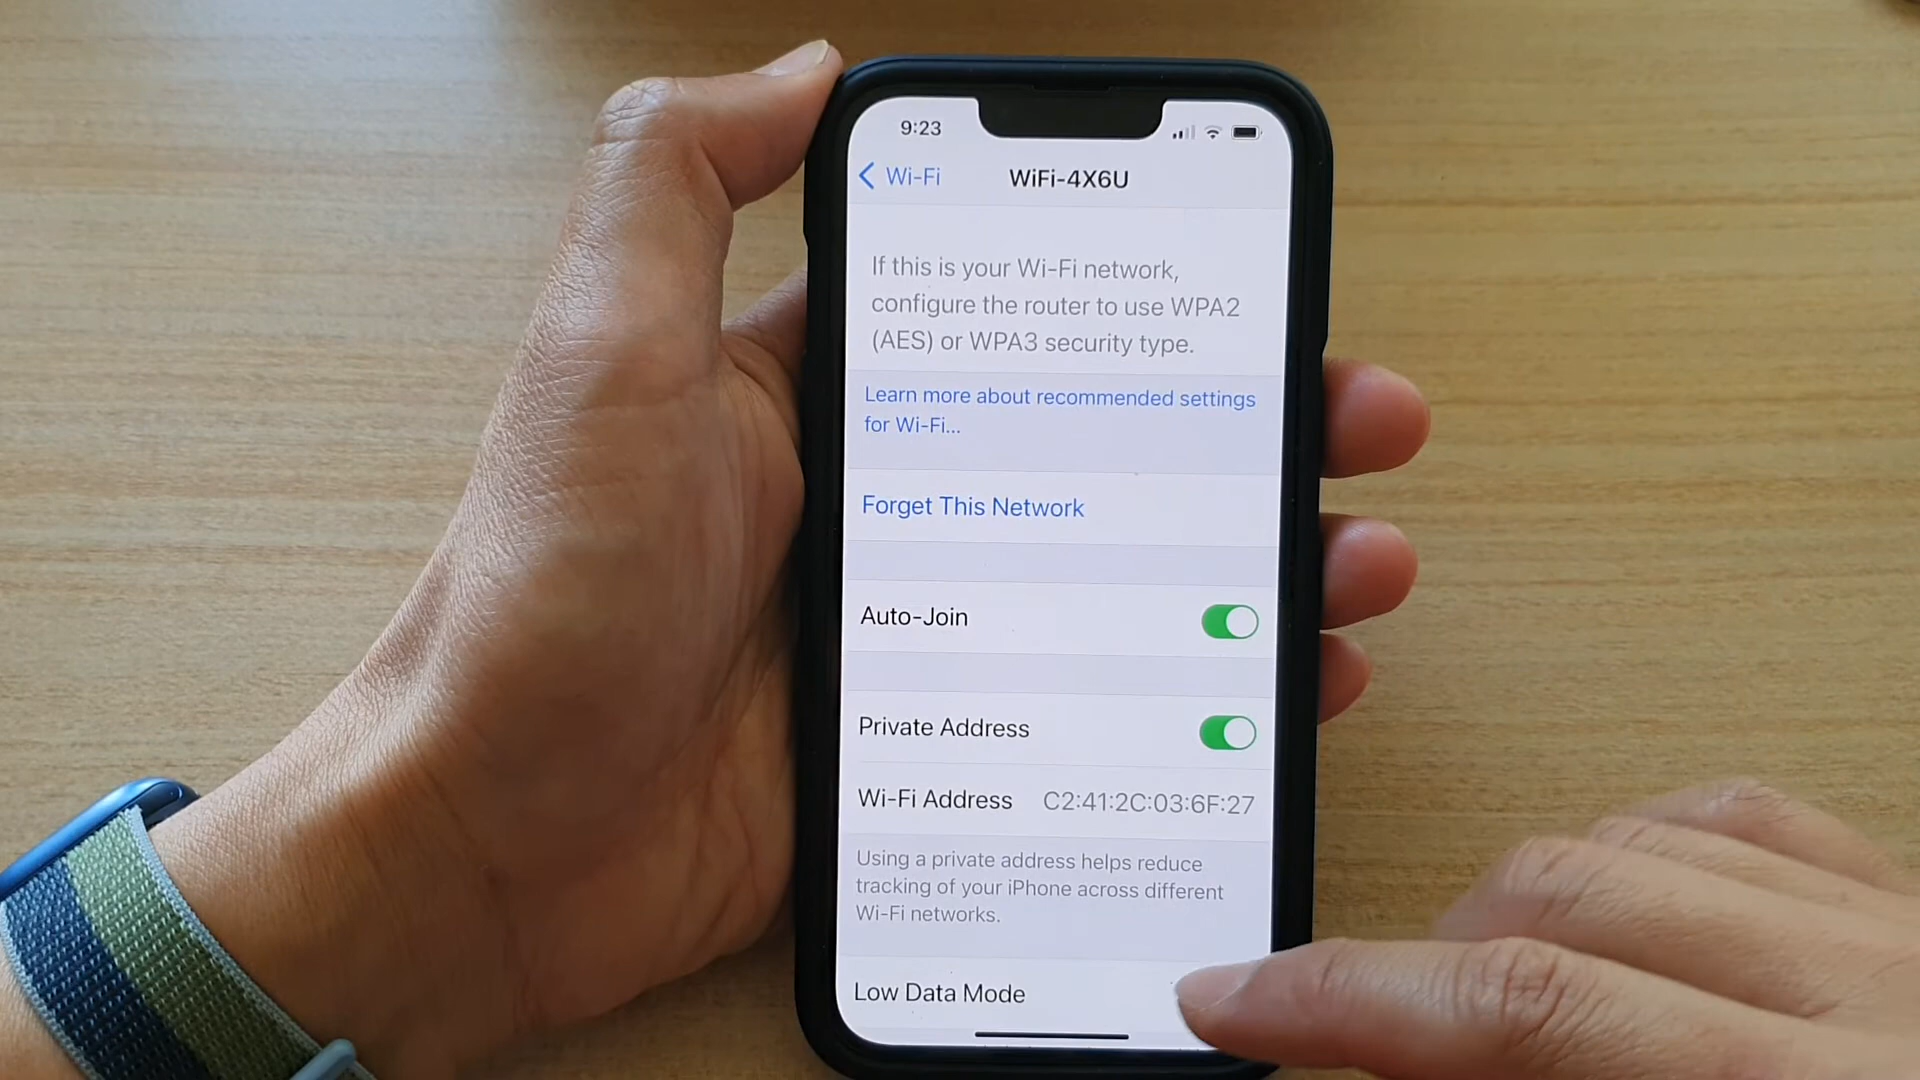 9:23
Wi-Fi
WiFi-4X6U
If this is your Wi-Fi network,
configure the router to use WPA2
(AES) or WPA3 security type.
Learn more about recommended settings
for Wi-Fi...
Forget This Network
Auto-Join
Private Address
Wi-Fi Address C2:41:2C:03:6F:27
Using a private address helps reduce
tracking of your iPhone across different
Wi-Fi networks.
Low Data Mode